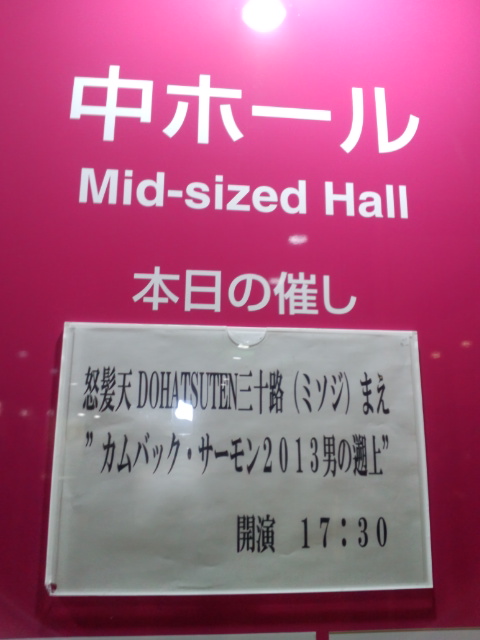 中ホール
Mid-sized Hall
本日の催し
怒髪天 DOHATSUTEN三十路（ミソジ）まえ
”カムバック・サーモン2013男の遡上”
開演　17：30